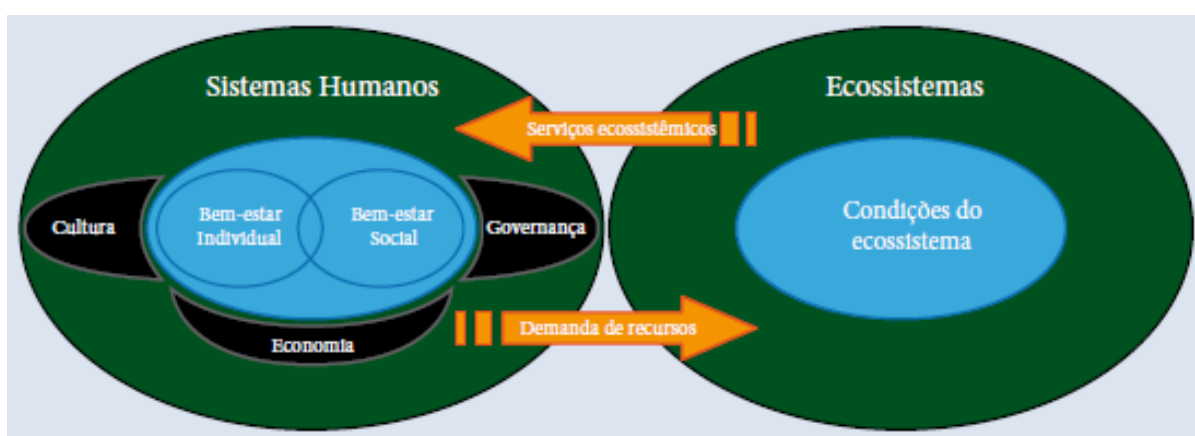 Sistemas Humanos
Ecossistemas
Serviços ecossistêmicos
Cultura
Bem-estar
Individual
Bem-estar
Social
Governança
Condições do
ecossistema
Demanda de recursos
Economia